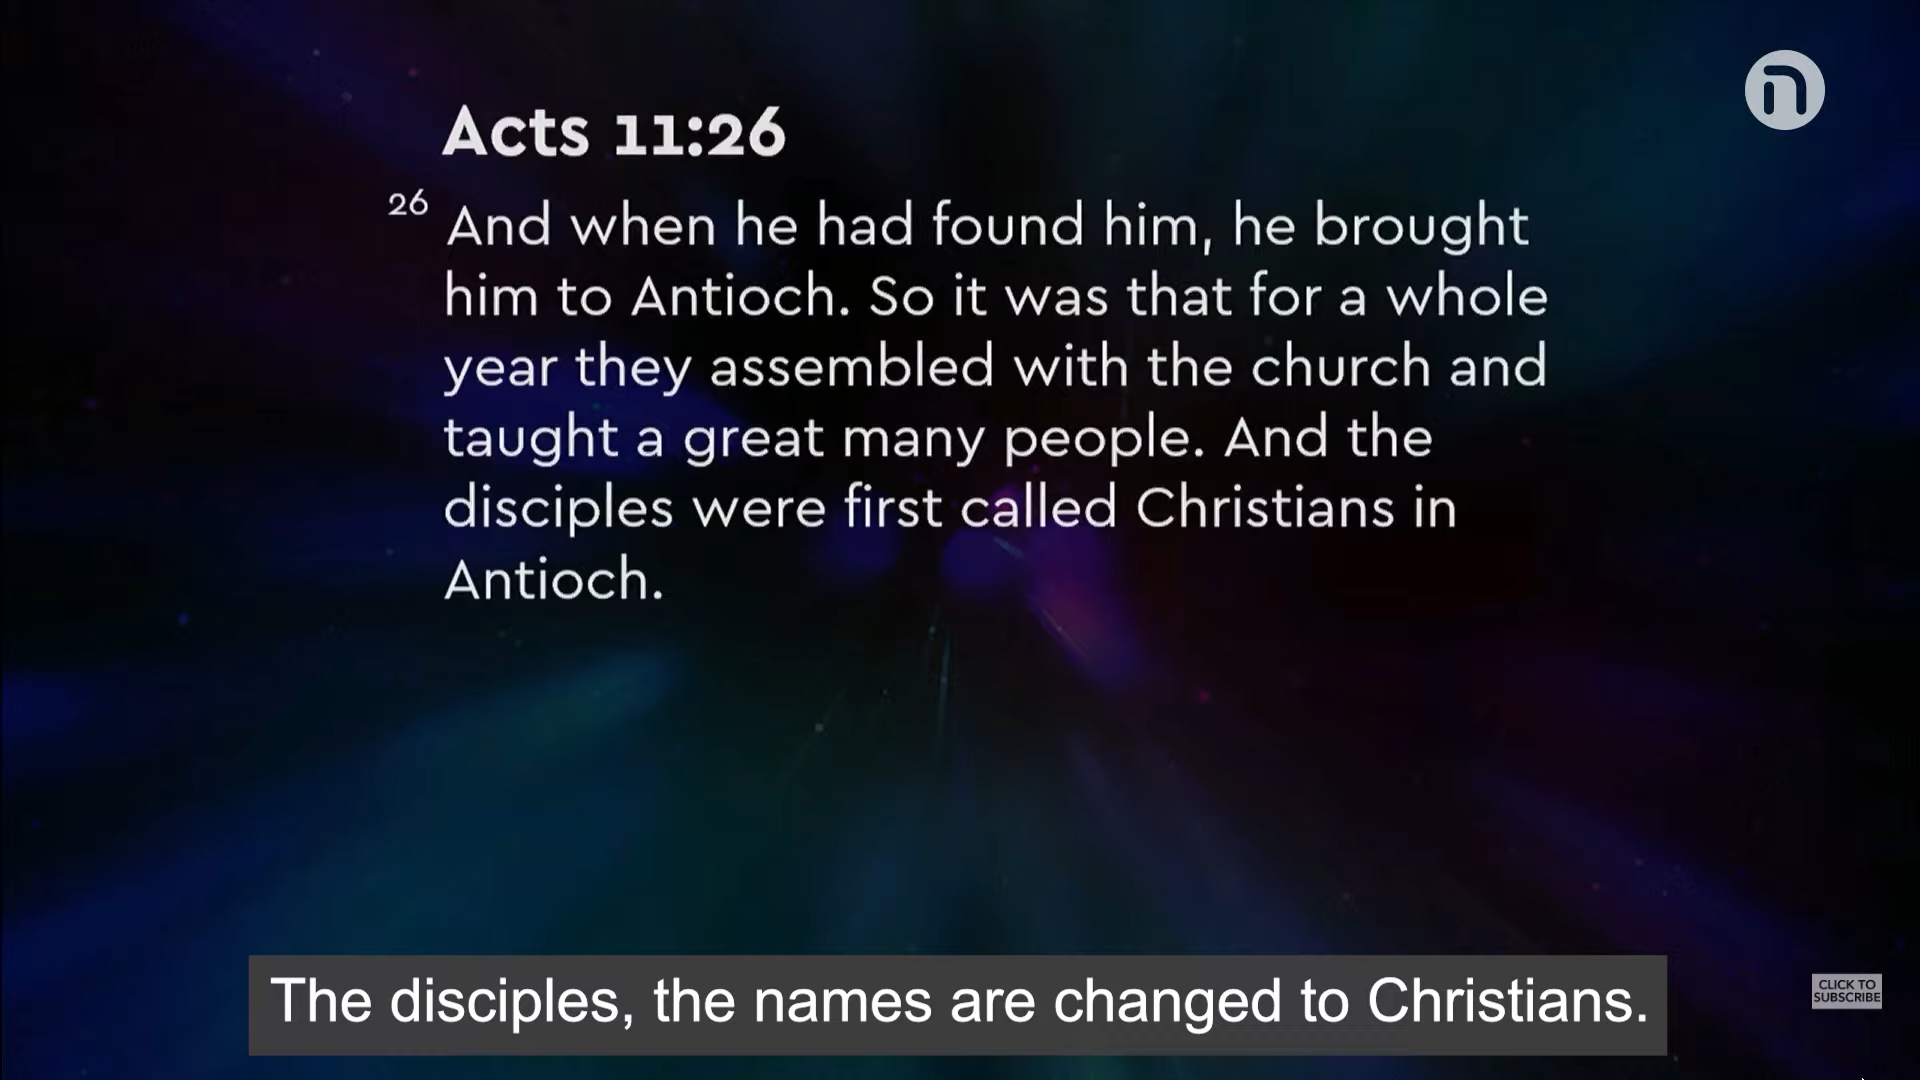 Acts 11:26
26 And when he had found him, he brought
him to Antioch. So it was that for a whole
year they assembled with the church and
taught a great many people. And the
disciples were first called Christians in
Antioch.
The disciples, the names are changed to Christians.
CLICK TO
SUBSCRIBE